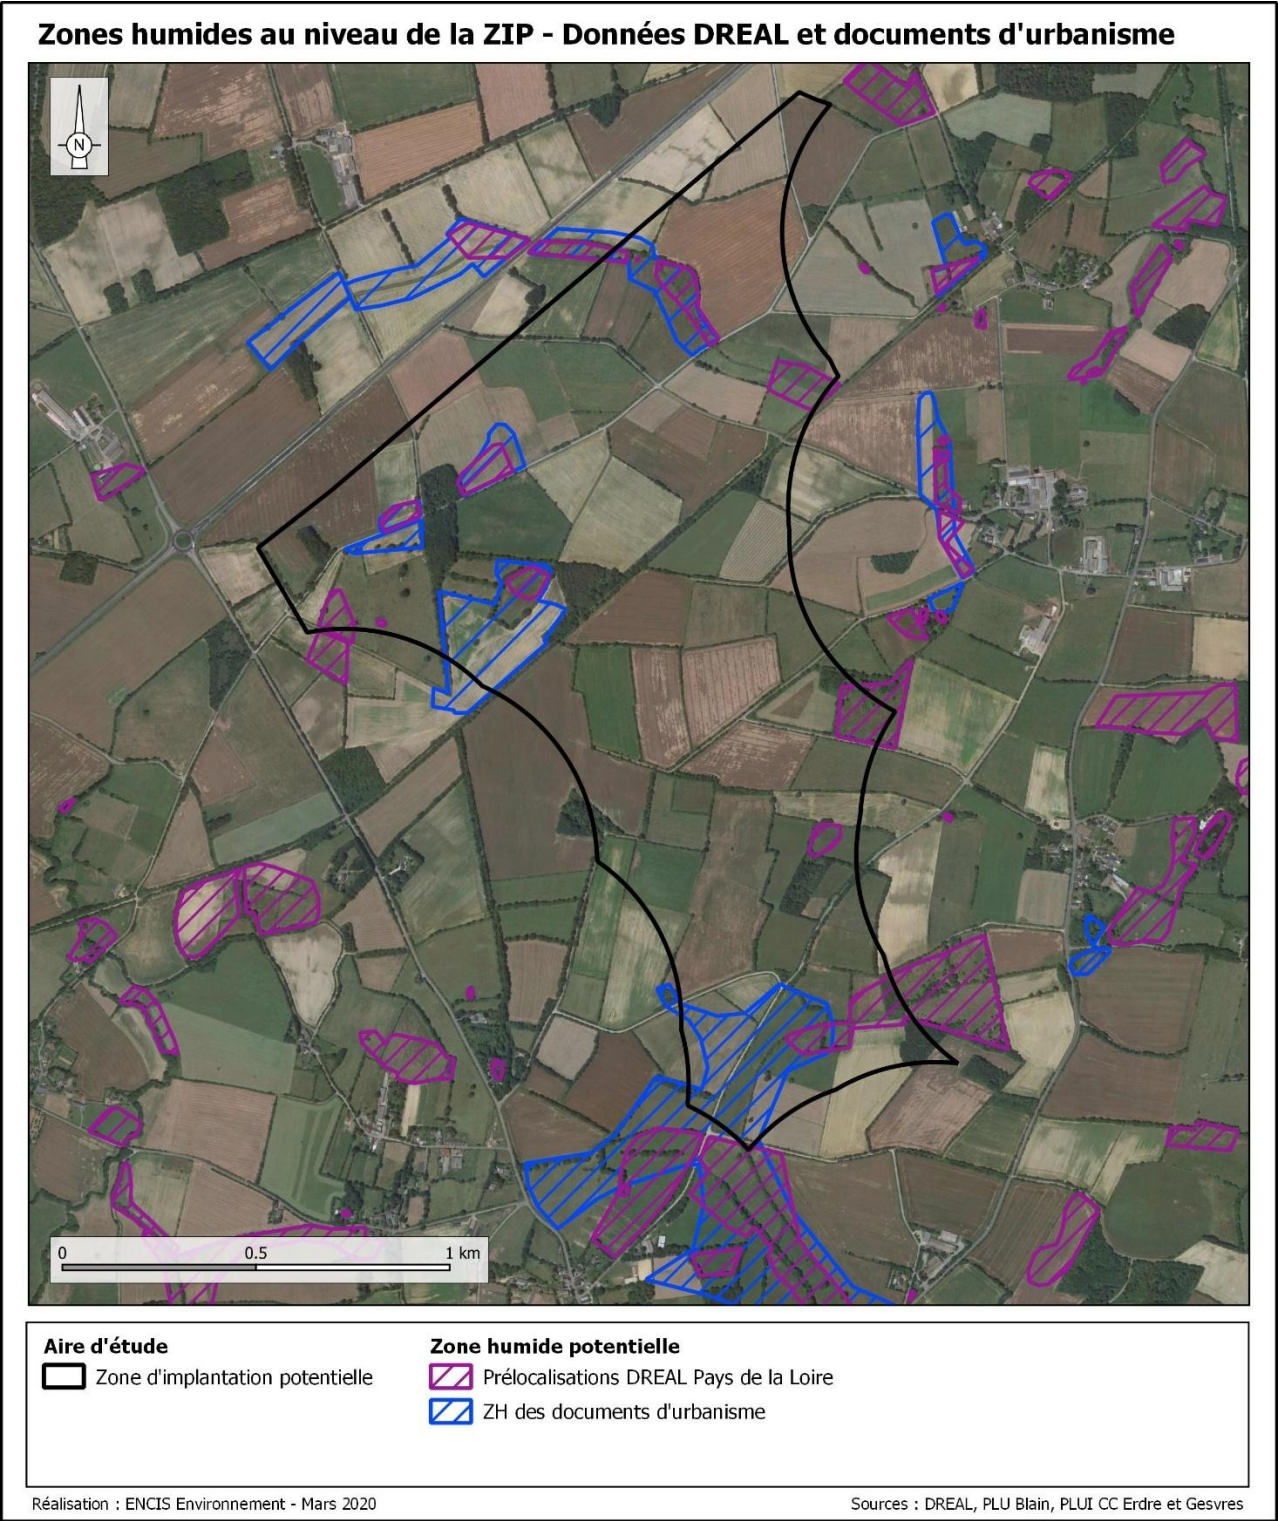 Zones humides au niveau de la ZIP - Données DREAL et documents d'urbanisme
N
0 0.5 1 km
Aire d'étude
Zone d'implantation potentielle
Zone humide potentielle
Prélocalisations DREAL Pays de la Loire
ZH des documents d'urbanisme
Réalisation : ENCIS Environnement - Mars 2020
Sources : DREAL, PLU Blain, PLUI CC Erdre et Gesvres